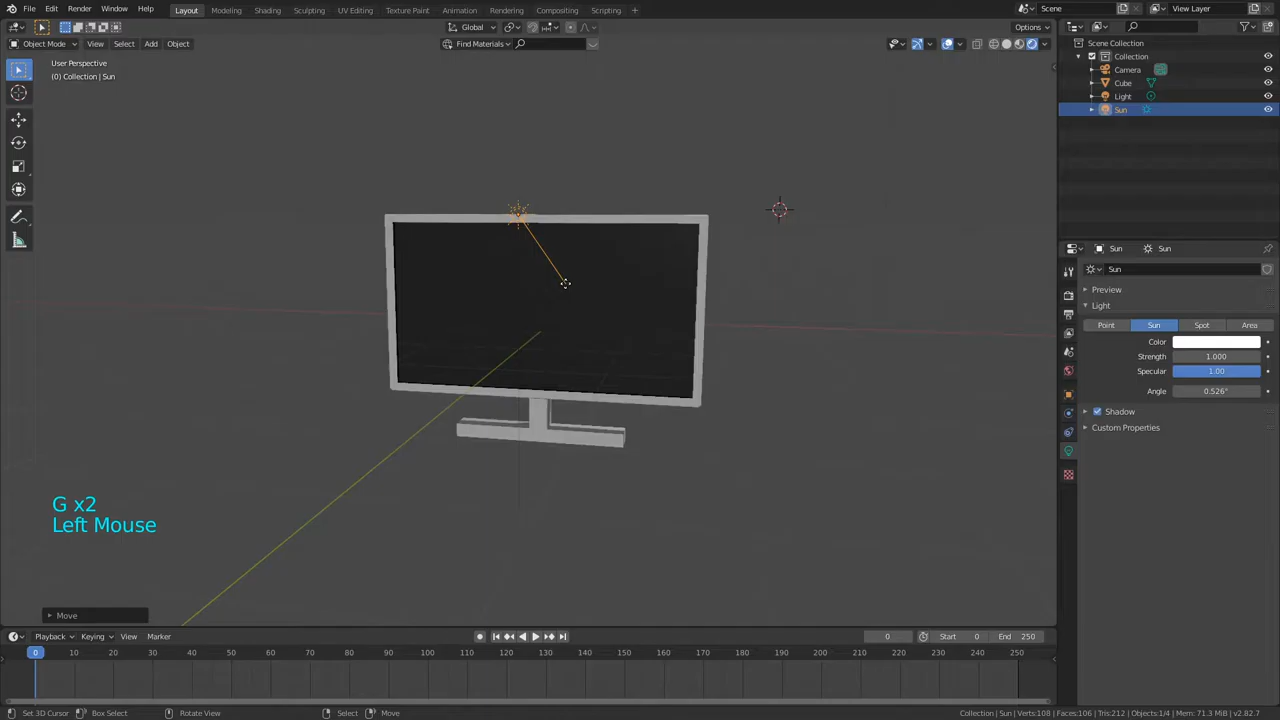 File Edit Render Window Help Layout Modeling Shading Sculpting UV Editing Texture Paint Animation Rendering Compositing Scripting + Scene View Layer
Global Options
Object Mode View Select Add Object Find Materials
User Perspective
(0) Collection | Sun
Scene Collection
Collection
Camera
Cube
Light
Sun
Sun Sun
Sun
Preview
Light
Point Sun Spot Area
Color
Strength 1.000
Specular 1.00
Angle 0.526°
Shadow
Custom Properties
G x2
Left Mouse
Move
Playback Keying View Marker 0 Start 0 End 250
0 10 20 30 40 50 60 70 80 90 100 110 120 130 140 150 160 170 180 190 200 210 220 230 240 250
Set 3D Cursor Box Select Rotate View Select Move Collection | Sun | Verts:108 | Faces:106 | Tris:212 | Objects:1/4 | Mem: 71.3 MiB | v2.82.7